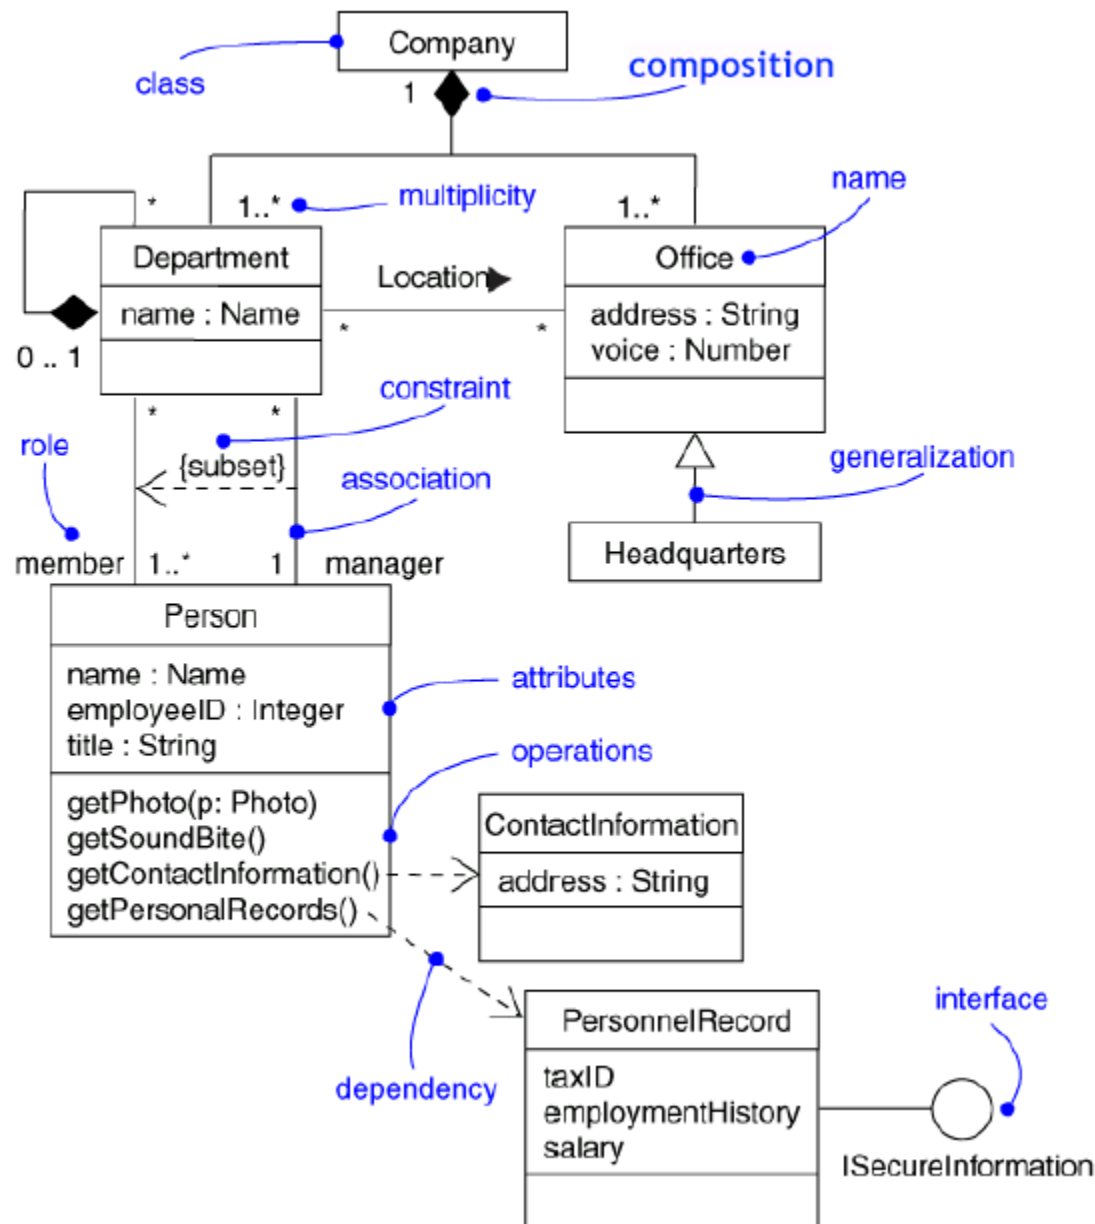 Company
class
1
composition
*
1..*
multiplicity
1..*
name
Department
Location
Office
name : Name
*
*
address : String
voice : Number
0 .. 1
*
*
constraint
role
{subset}
association
generalization
member
1..*
1
manager
Headquarters
Person
name : Name
employeeID : Integer
title : String
attributes
operations
getPhoto(p: Photo)
getSoundBite()
getContactInformation()
getPersonalRecords()
ContactInformation
address : String
dependency
PersonnelRecord
taxID
employmentHistory
salary
interface
ISecureInformation